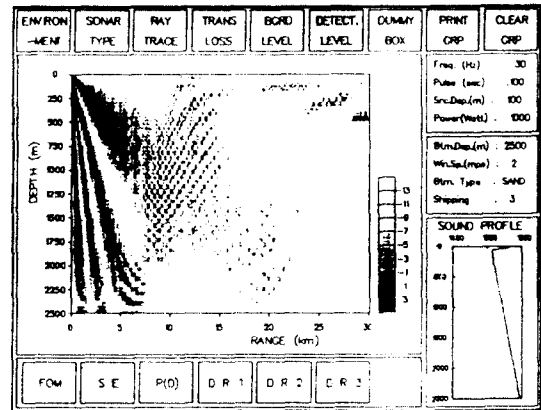 ENVIRON-MENT
SONAR TYPE
RAY TRACE
TRANS LOSS
BGRD LEVEL
DETECT. LEVEL
DUMMY BOX
PRINT GRP
CLEAR GRP
Freq. (Hz) 30
Pulse (sec) .100
Src.Dep.(m) . 100
Power(Watt.) . 1000
Btm.Dep.(m) : 2500
Win.Sp.(mps) . 2
Btm. Type . SAND
Shipping . 3
SOUND PROFILE
DEPTH (m)
0
250
500
750
1000
1250
1500
1750
2000
2250
2500
0 5 10 15 20 25 30
RANGE (km)
13
11
9
7
5
3
1
1
3
FOM
S E
P(D)
D R 1
D R 2
D R 3